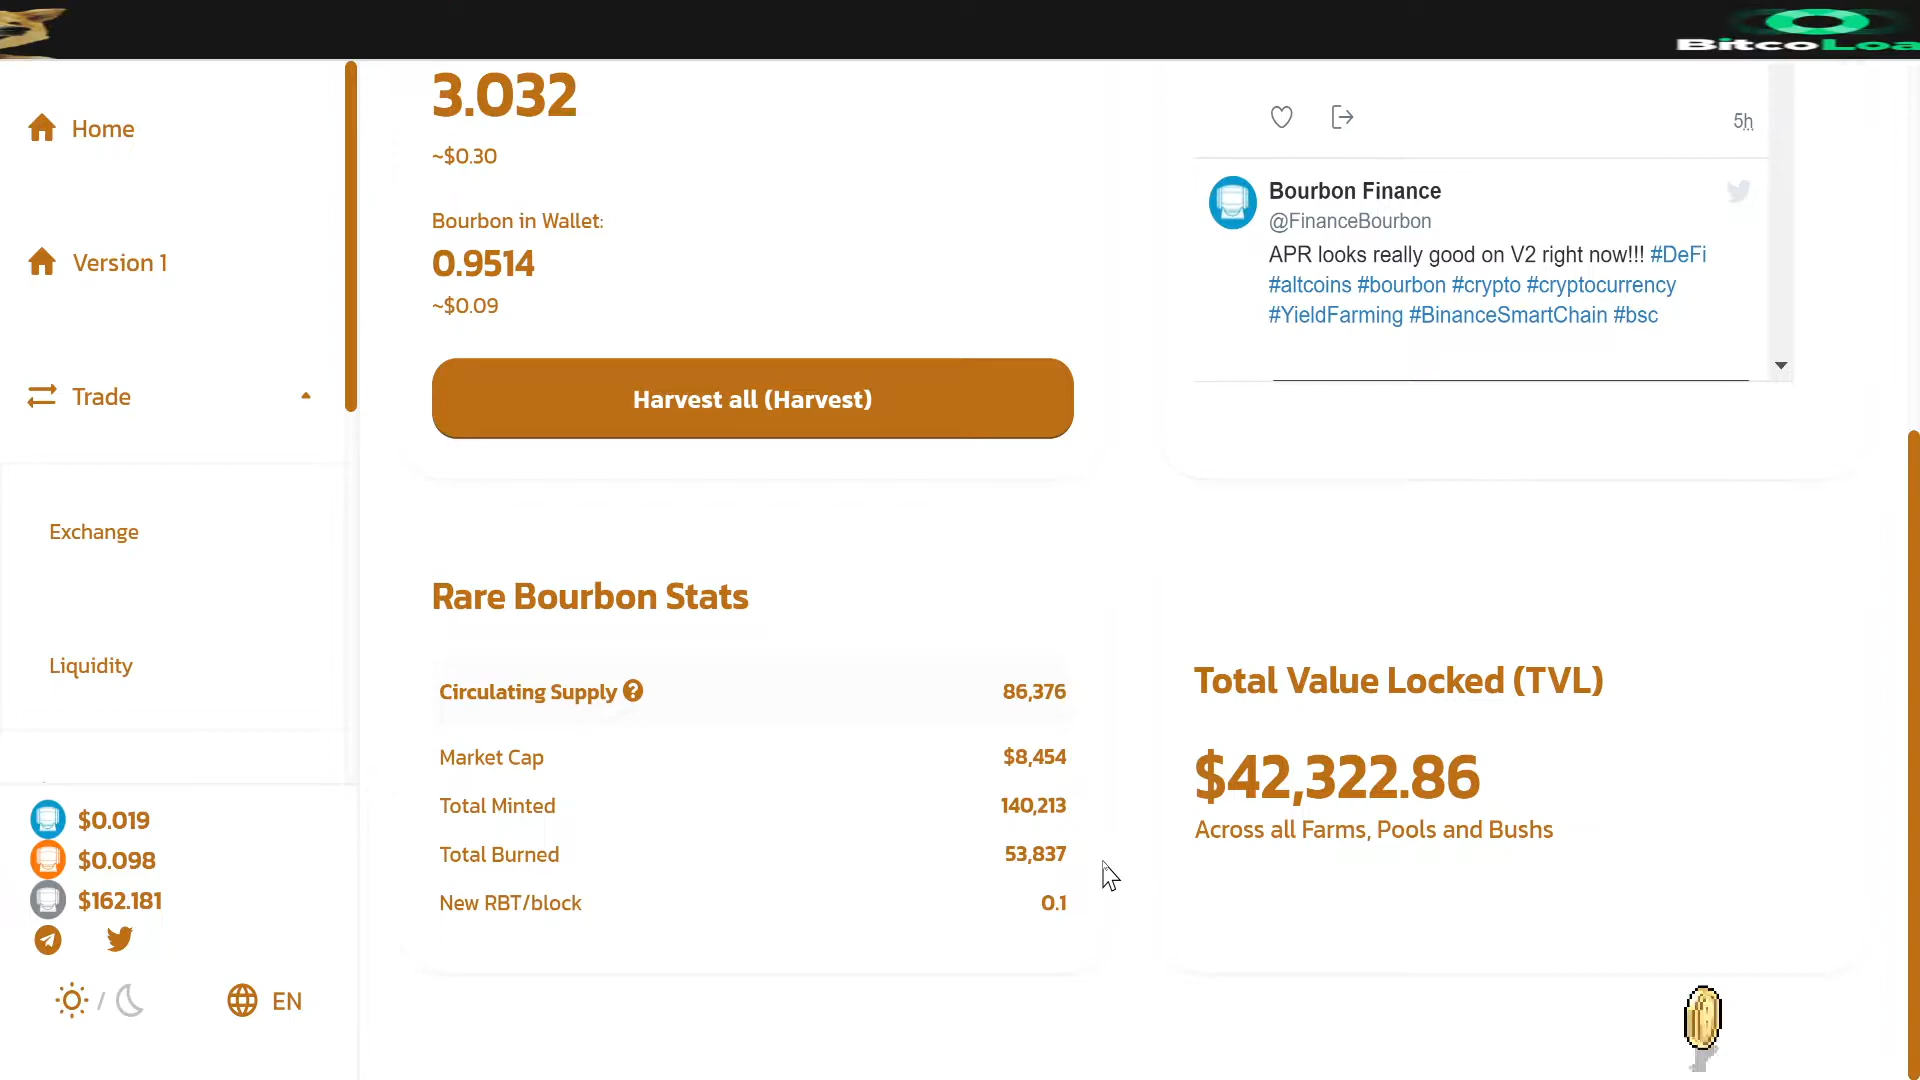 BitcoLoa
Home
Version 1
Trade
Exchange
Liquidity
$0.019
$0.098
$162.181
/
EN
3.032
~$0.30
Bourbon in Wallet:
0.9514
~$0.09
Harvest all (Harvest)
5h
Bourbon Finance
@FinanceBourbon
APR looks really good on V2 right now!!! #DeFi
#altcoins #bourbon #crypto #cryptocurrency
#YieldFarming #BinanceSmartChain #bsc
Rare Bourbon Stats
Circulating Supply ? 86,376
Market Cap $8,454
Total Minted 140,213
Total Burned 53,837
New RBT/block 0.1
Total Value Locked (TVL)
$42,322.86
Across all Farms, Pools and Bushs